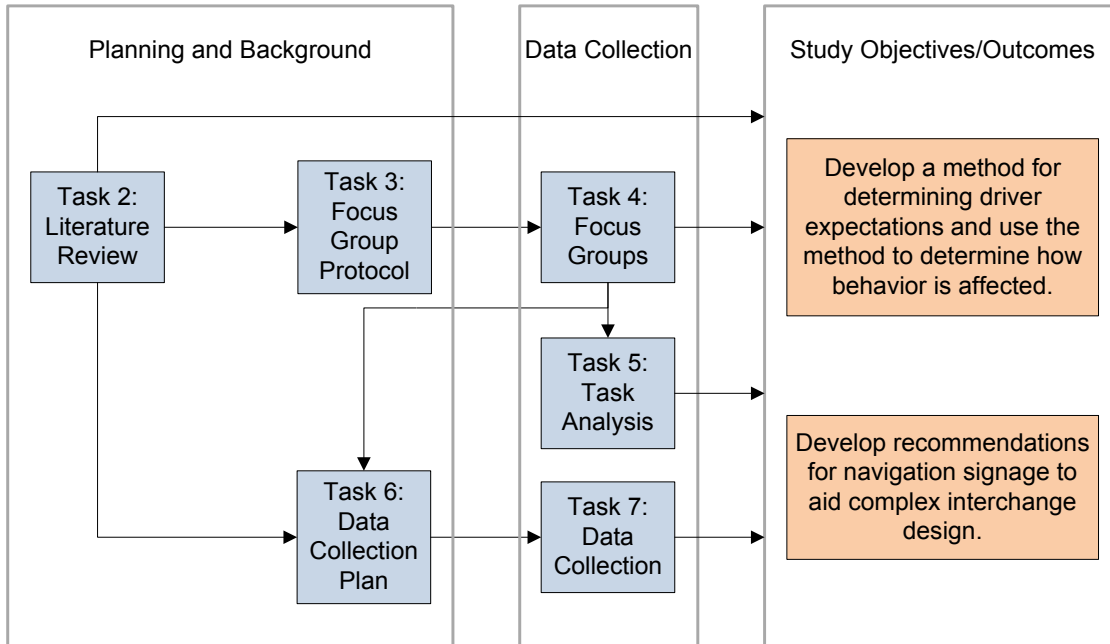 Planning and Background
Data Collection
Study Objectives/Outcomes
Task 2:
Literature
Review
Task 3:
Focus
Group
Protocol
Task 4:
Focus
Groups
Develop a method for
determining driver
expectations and use the
method to determine how
behavior is affected.
Task 5:
Task
Analysis
Task 6:
Data
Collection
Plan
Task 7:
Data
Collection
Develop recommendations
for navigation signage to
aid complex interchange
design.